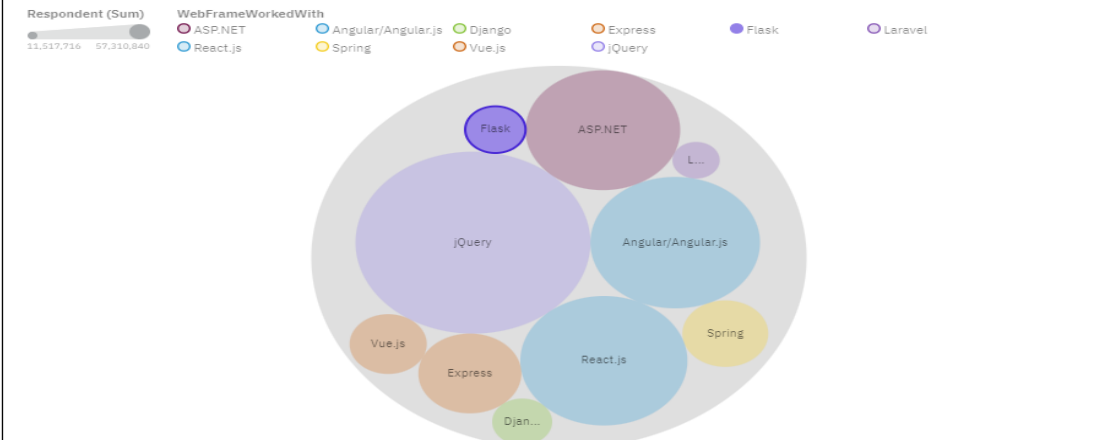 Respondent (Sum) WebFrameWorkedWith
ASP.NET Angular/Angular.js Django Express Flask Laravel
11,517,716 57,310,840 React.js Spring Vue.js jQuery
Flask ASP.NET
L...
jQuery Angular/Angular.js
Vue.js Spring
React.js
Express
Djan...